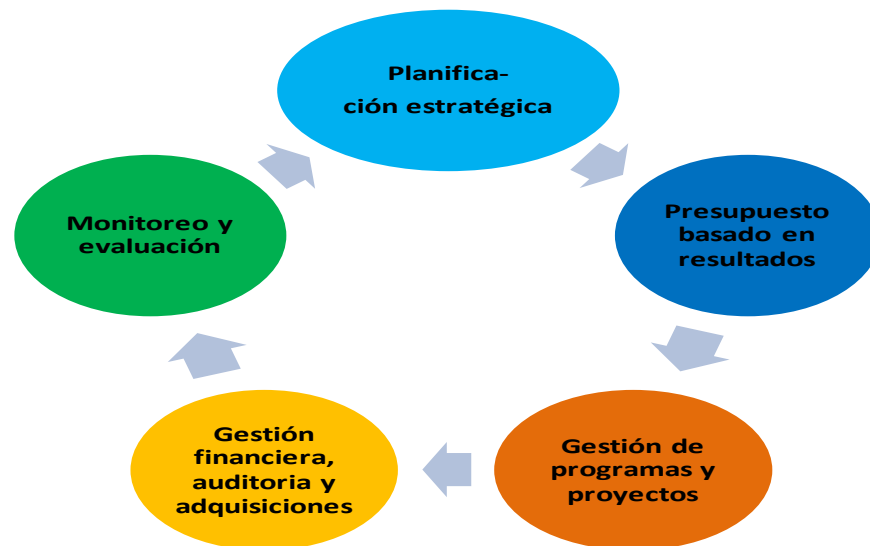 Planifica-
ción estratégica
Presupuesto
basado en
resultados
Gestión de
programas y
proyectos
Gestión
financiera,
auditoria y
adquisiciones
Monitoreo y
evaluación